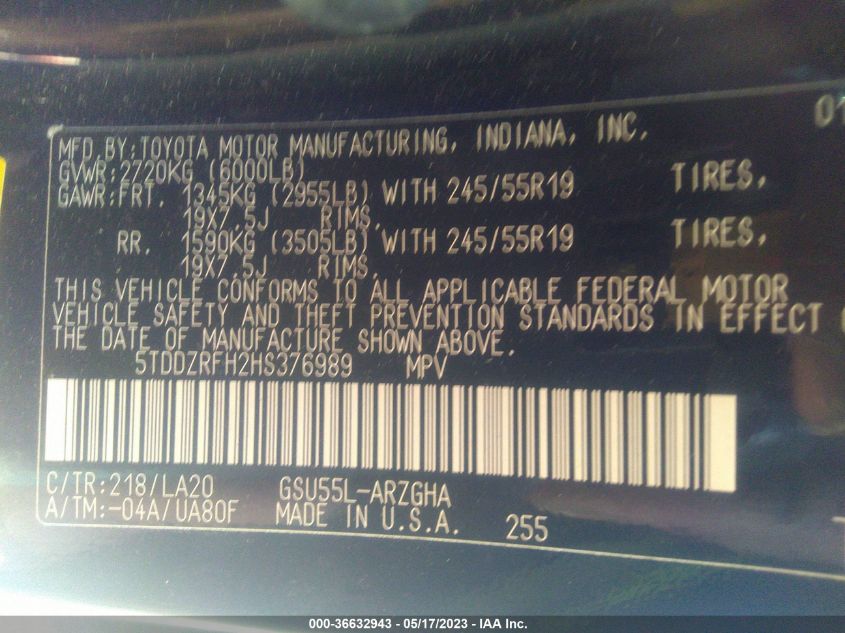 01
MFD.BY:TOYOTA MOTOR MANUFACTURING, INDIANA, INC.
GVWR:2720KG (6000LB)
GAWR:FRT. 1345KG (2955LB) WITH 245/55R19 TIRES,
19X7.5J RIMS.
RR. 1590KG (3505LB) WITH 245/55R19 TIRES,
19X7.5J RIMS.
THIS VEHICLE CONFORMS TO ALL APPLICABLE FEDERAL MOTOR
VEHICLE SAFETY AND THEFT PREVENTION STANDARDS IN EFFECT
THE DATE OF MANUFACTURE SHOWN ABOVE.
5TDDZRFH2HS376989 MPV
C/TR:218/LA20 GSU55L-ARZGHA
A/TM:-04A/UA80F MADE IN U.S.A. 255
000-36632943 - 05/17/2023 - IAA Inc.